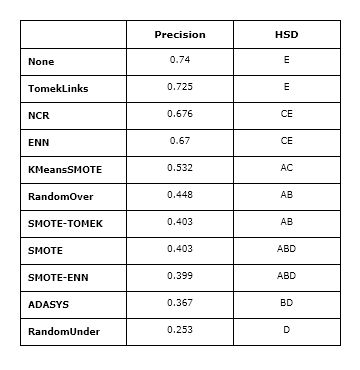 Precision HSD
None 0.74 E
TomekLinks 0.725 E
NCR 0.676 CE
ENN 0.67 CE
KMeansSMOTE 0.532 AC
RandomOver 0.448 AB
SMOTE-TOMEK 0.403 AB
SMOTE 0.403 ABD
SMOTE-ENN 0.399 ABD
ADASYS 0.367 BD
RandomUnder 0.253 D